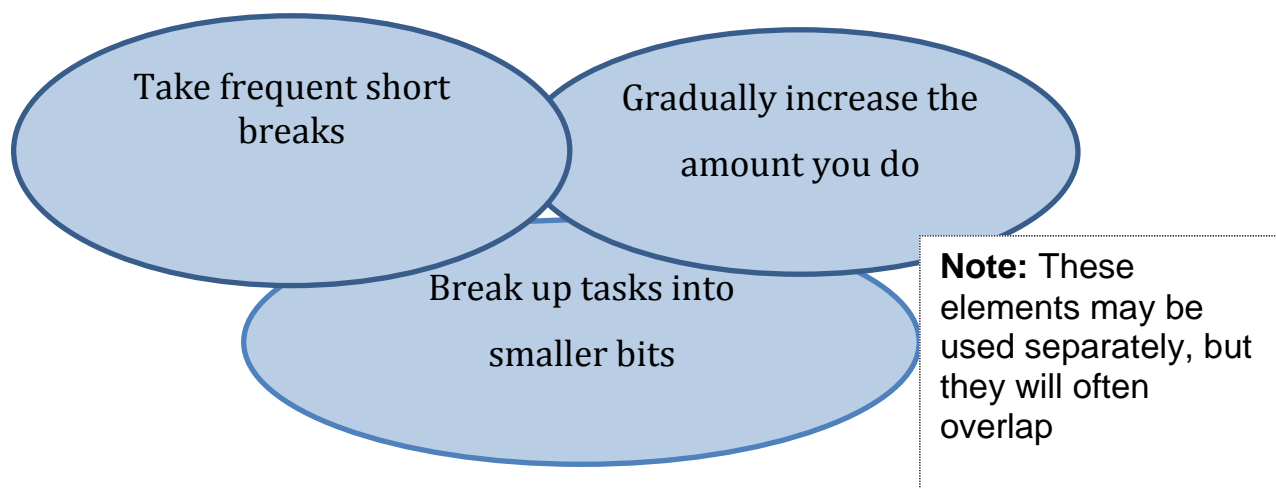 Take frequent short
breaks
Gradually increase the
amount you do
Break up tasks into
smaller bits
Note: These
elements may be
used separately, but
they will often
overlap